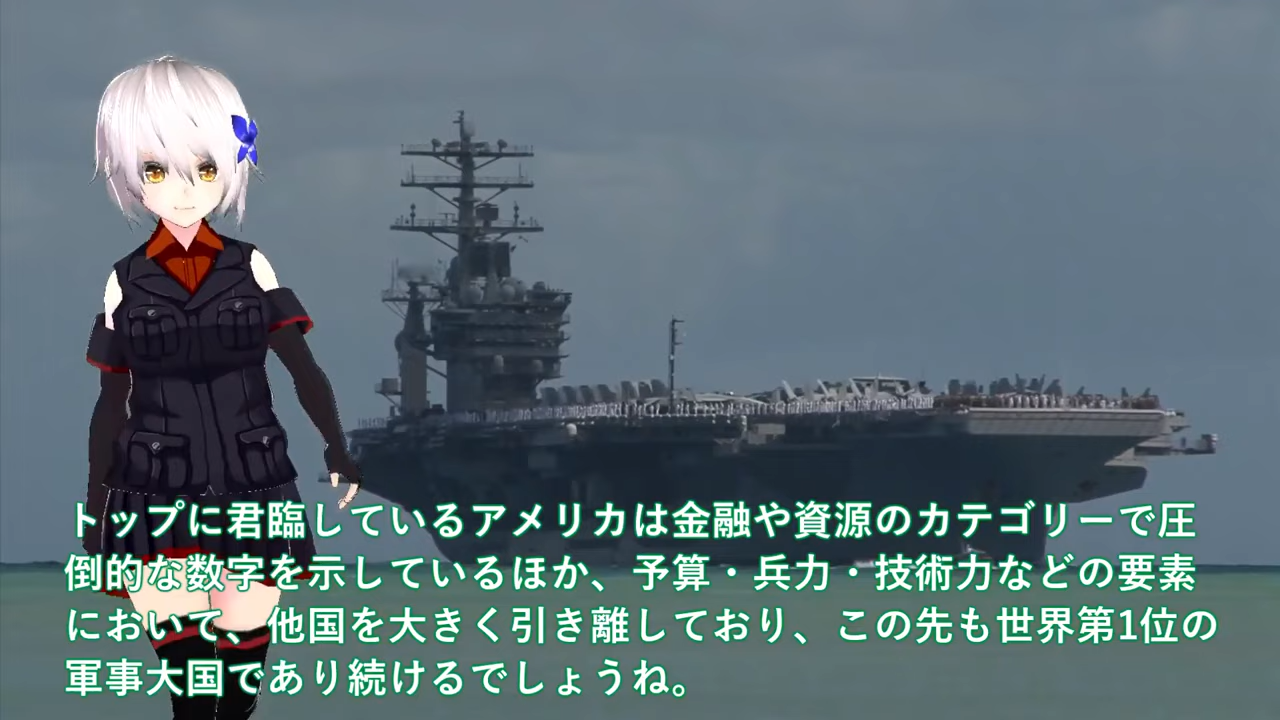 トップに君臨しているアメリカは金融や資源のカテゴリーで圧
倒的な数字を示しているほか、予算・兵力・技術力などの要素
において、他国を大きく引き離しており、この先も世界第1位の
軍事大国であり続けるでしょうね。